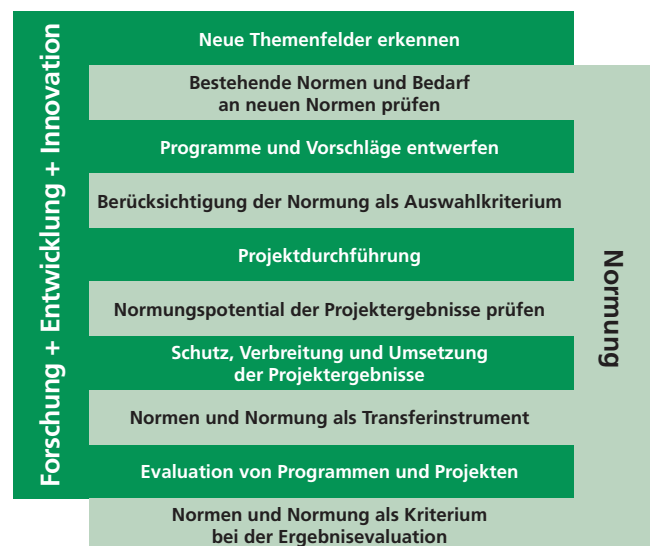 Forschung + Entwicklung + Innovation
Neue Themenfelder erkennen
Bestehende Normen und Bedarf
an neuen Normen prüfen
Programme und Vorschläge entwerfen
Berücksichtigung der Normung als Auswahlkriterium
Projektdurchführung
Normungspotential der Projektergebnisse prüfen
Schutz, Verbreitung und Umsetzung
der Projektergebnisse
Normen und Normung als Transferinstrument
Evaluation von Programmen und Projekten
Normen und Normung als Kriterium
bei der Ergebnisevaluation
Normung